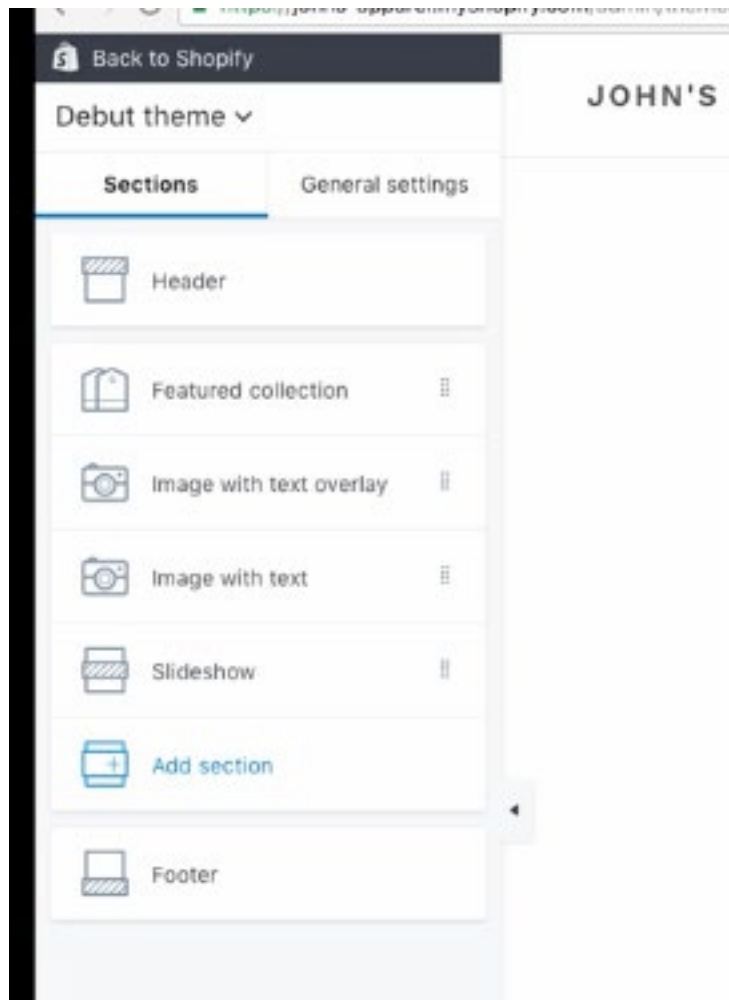 Back to Shopify
Debut theme
JOHN'S
Sections
General settings
Header
Featured collection
Image with text overlay
Image with text
Slideshow
Add section
Footer